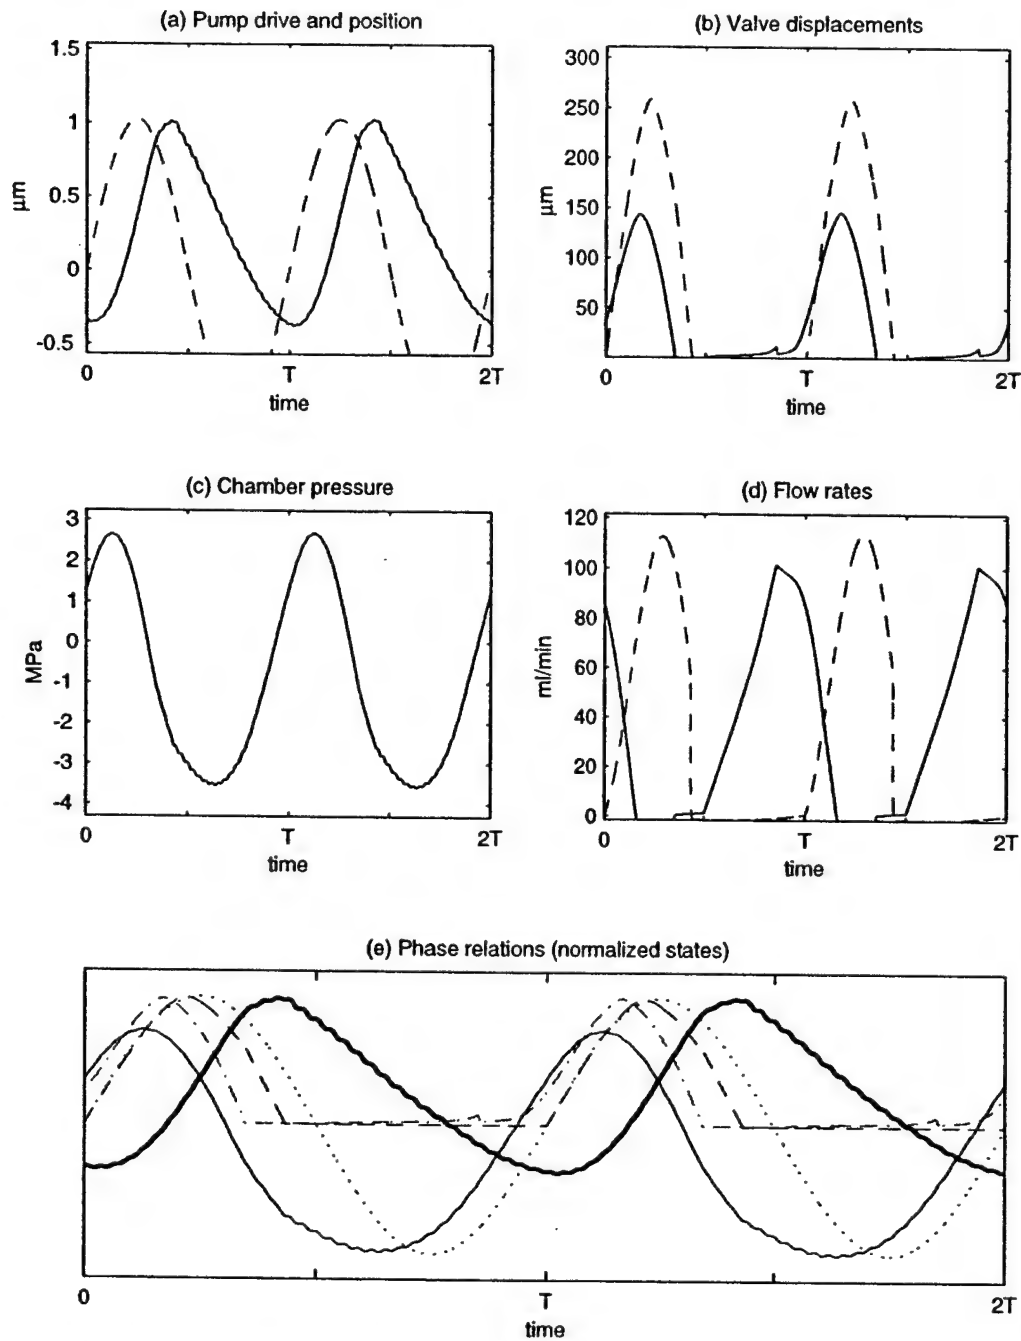 (a) Pump drive and position
1.5
1
0.5
0
-0.5
µm
0 T 2T
time
(b) Valve displacements
300
250
200
150
100
50
µm
0 T 2T
time
(c) Chamber pressure
3
2
1
0
-1
-2
-3
-4
MPa
0 T 2T
time
(d) Flow rates
120
100
80
60
40
20
0
ml/min
0 T 2T
time
(e) Phase relations (normalized states)
0 T 2T
time